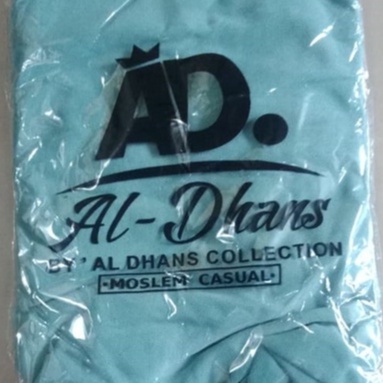 AD.
Al-Dhans
BY ' AL DHANS COLLECTION
•MOSLEM CASUAL•